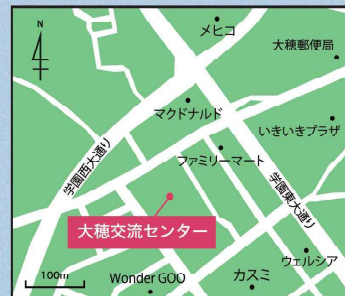 メヒコ
N
大穂郵便局
マクドナルド
いきいきプラザ
ファミリーマート
学園西大通り
学園東大通り
大穂交流センター
ウェルシア
100m
Wonder GOO
カスミ